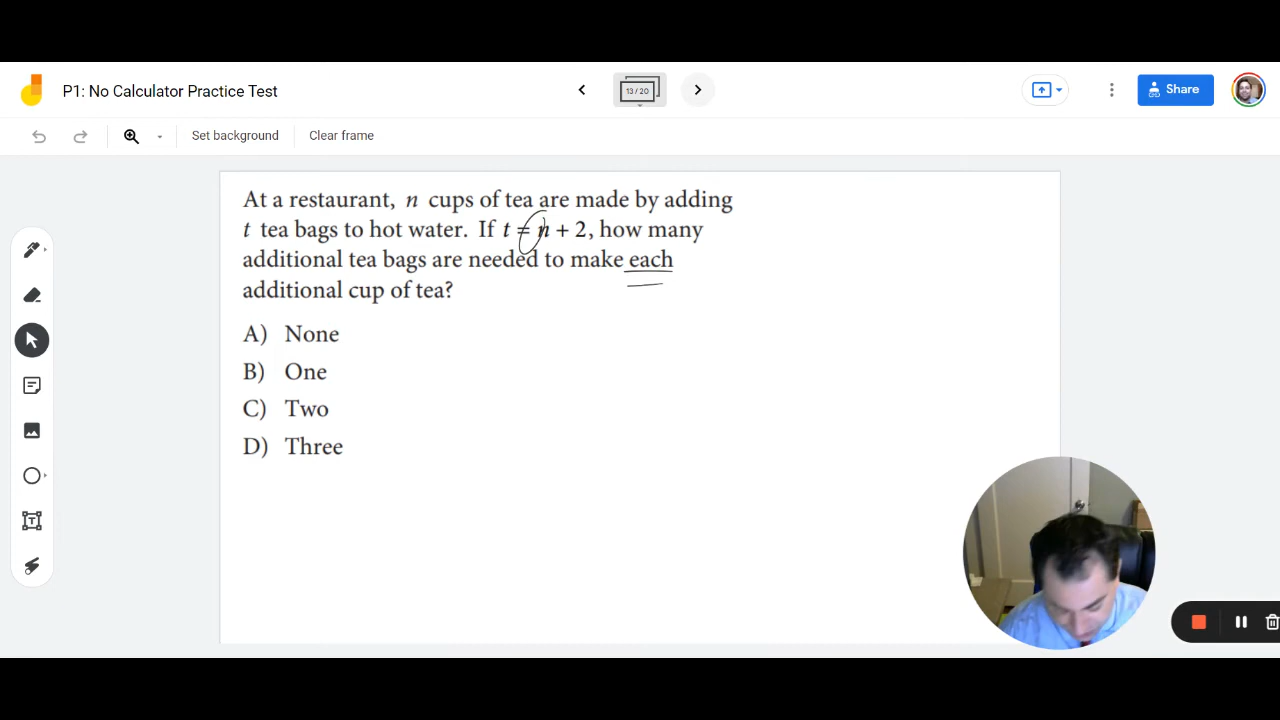 P1: No Calculator Practice Test
13 / 20
Share
Set background
Clear frame
At a restaurant, n cups of tea are made by adding
t tea bags to hot water. If t = n + 2, how many
additional tea bags are needed to make each
additional cup of tea?
A) None
B) One
C) Two
D) Three